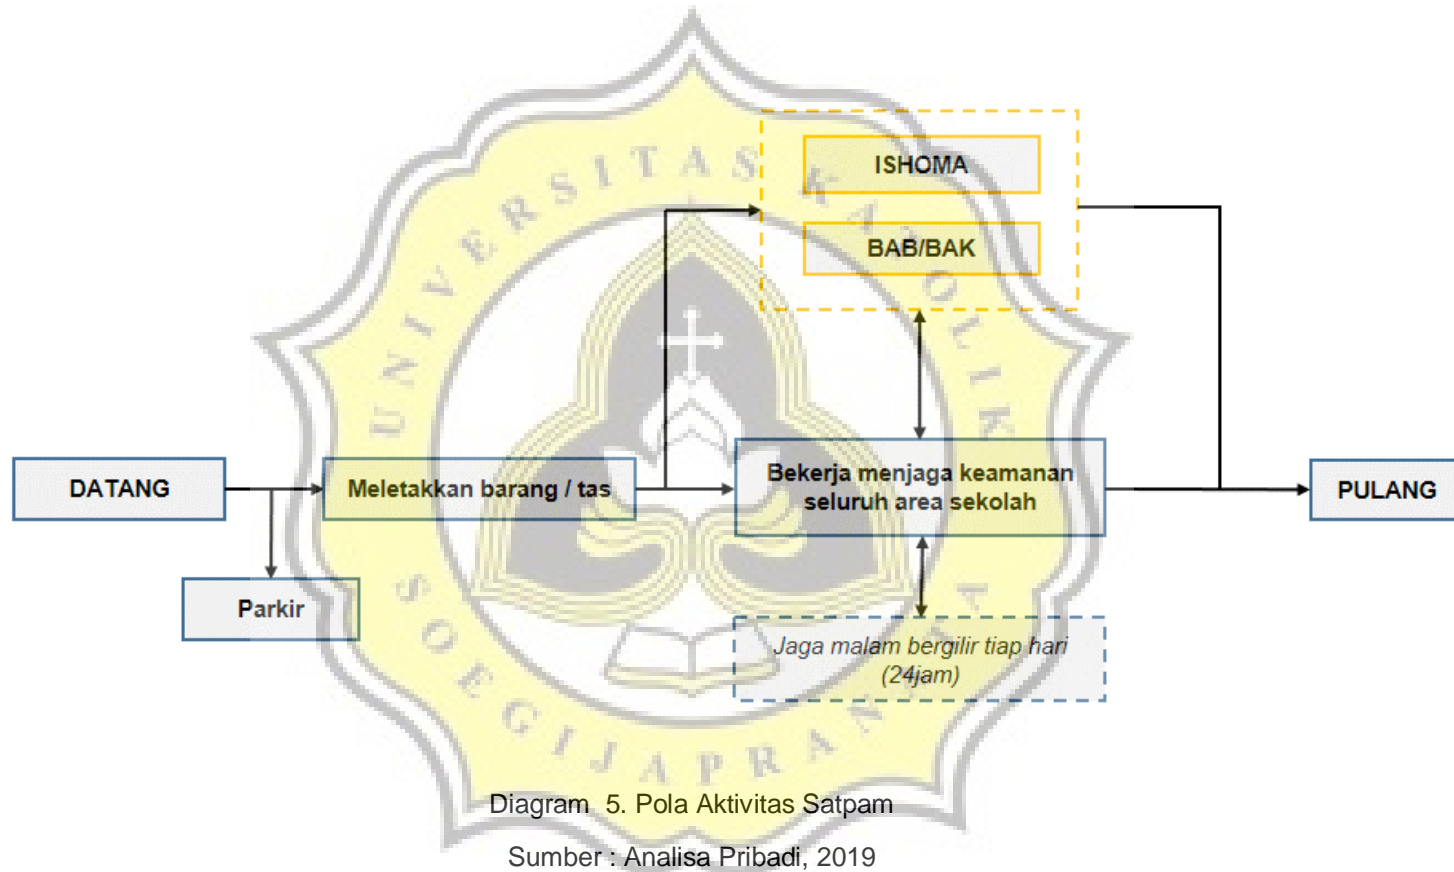 ISHOMA
BAB/BAK
DATANG
Meletakkan barang / tas
Bekerja menjaga keamanan
seluruh area sekolah
PULANG
Parkir
Jaga malam bergilir tiap hari
(24jam)
UNIVERSITAS KATOLIK
SOEGIJAPRANATA
Diagram 5. Pola Aktivitas Satpam
Sumber : Analisa Pribadi, 2019